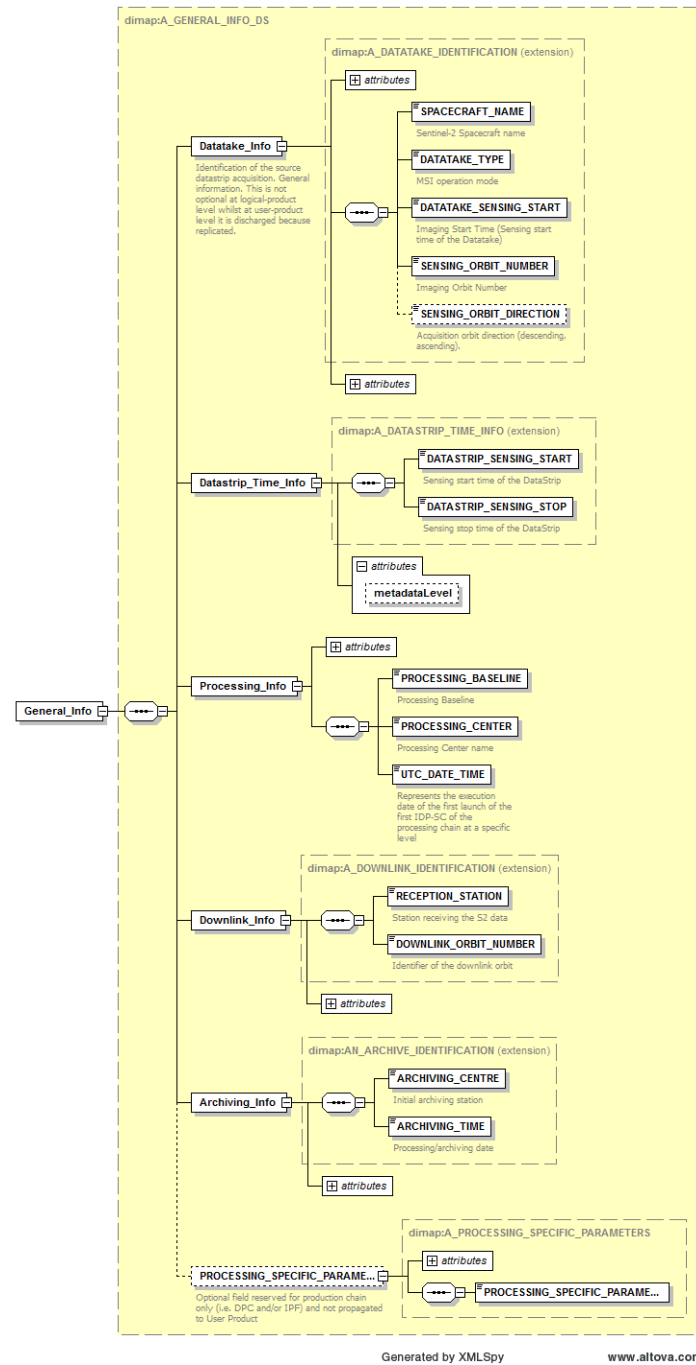 dimap:A_GENERAL_INFO_DS
dimap:A_DATATAKE_IDENTIFICATION (extension)
attributes
SPACECRAFT_NAME
Sentinel-2 Spacecraft name
Datatake_Info
Identification of the source
datastrip acquisition. General
information. This is not
optional at logical-product
level whilst at user-product
level it is discharged because
replicated.
DATATAKE_TYPE
MSI operation mode
DATATAKE_SENSING_START
Imaging Start Time (Sensing start
time of the Datatake)
SENSING_ORBIT_NUMBER
Imaging Orbit Number
SENSING_ORBIT_DIRECTION
Acquisition orbit direction (descending,
ascending).
attributes
dimap:A_DATASTRIP_TIME_INFO (extension)
DATASTRIP_SENSING_START
Sensing start time of the DataStrip
Datastrip_Time_Info
DATASTRIP_SENSING_STOP
Sensing stop time of the DataStrip
attributes
metadataLevel
attributes
Processing_Info
PROCESSING_BASELINE
Processing Baseline
General_Info
PROCESSING_CENTER
Processing Center name
UTC_DATE_TIME
Represents the execution
date of the first launch of the
first IDP-SC of the
processing chain at a specific
level
dimap:A_DOWNLINK_IDENTIFICATION (extension)
RECEPTION_STATION
Station receiving the S2 data
Downlink_Info
DOWNLINK_ORBIT_NUMBER
Identifier of the downlink orbit
attributes
dimap:AN_ARCHIVE_IDENTIFICATION (extension)
ARCHIVING_CENTRE
Initial archiving station
Archiving_Info
ARCHIVING_TIME
Processing/archiving date
attributes
dimap:A_PROCESSING_SPECIFIC_PARAMETERS
attributes
PROCESSING_SPECIFIC_PARAME...
Optional field reserved for production chain
only (i.e. DPC and/or IPF) and not propagated
to User Product
PROCESSING_SPECIFIC_PARAME...
Generated by XMLSpy
www.altova.com